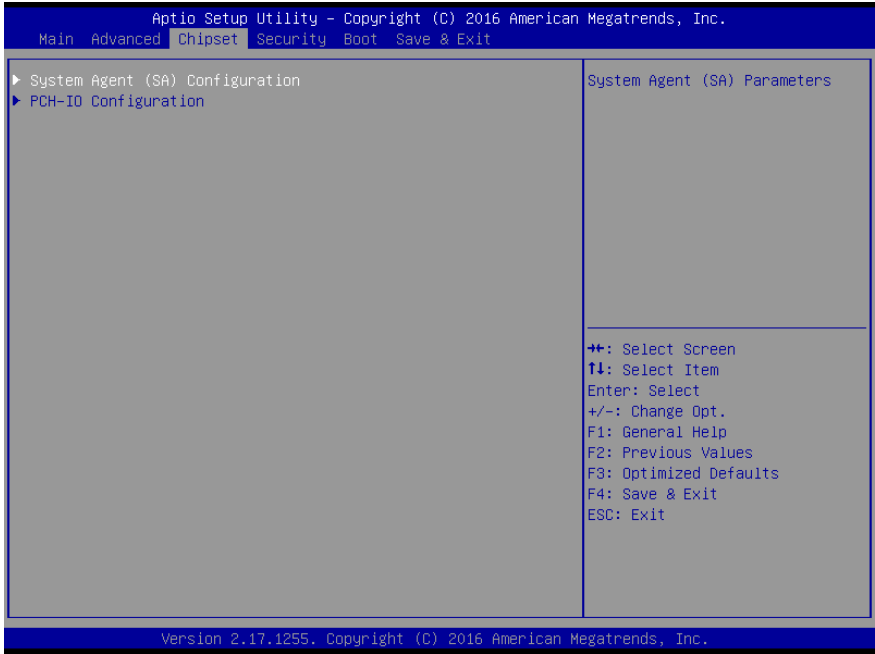 Aptio Setup Utility – Copyright (C) 2016 American Megatrends, Inc.
Main Advanced Chipset Security Boot Save & Exit
System Agent (SA) Configuration
PCH-IO Configuration
System Agent (SA) Parameters
→←: Select Screen
↑↓: Select Item
Enter: Select
+/-: Change Opt.
F1: General Help
F2: Previous Values
F3: Optimized Defaults
F4: Save & Exit
ESC: Exit
Version 2.17.1255. Copyright (C) 2016 American Megatrends, Inc.